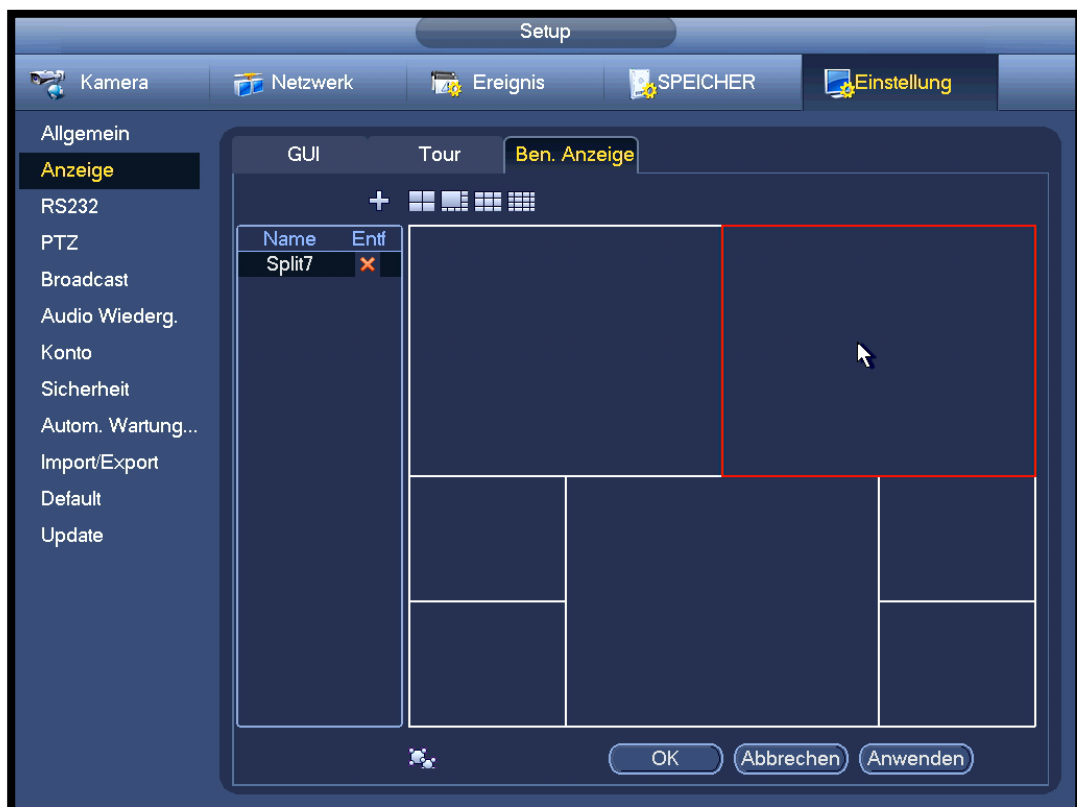 Setup
Kamera Netzwerk Ereignis SPEICHER Einstellung
Allgemein
Anzeige
RS232
PTZ
Broadcast
Audio Wiederg.
Konto
Sicherheit
Autom. Wartung...
Import/Export
Default
Update
GUI Tour Ben. Anzeige
Name Entf
Split7
OK Abbrechen Anwenden